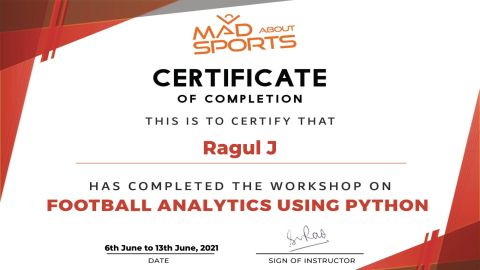 MAD ABOUT
SPORTS
CERTIFICATE
OF COMPLETION
THIS IS TO CERTIFY THAT
Ragul J
HAS COMPLETED THE WORKSHOP ON
FOOTBALL ANALYTICS USING PYTHON
6th June to 13th June, 2021
DATE
SIGN OF INSTRUCTOR